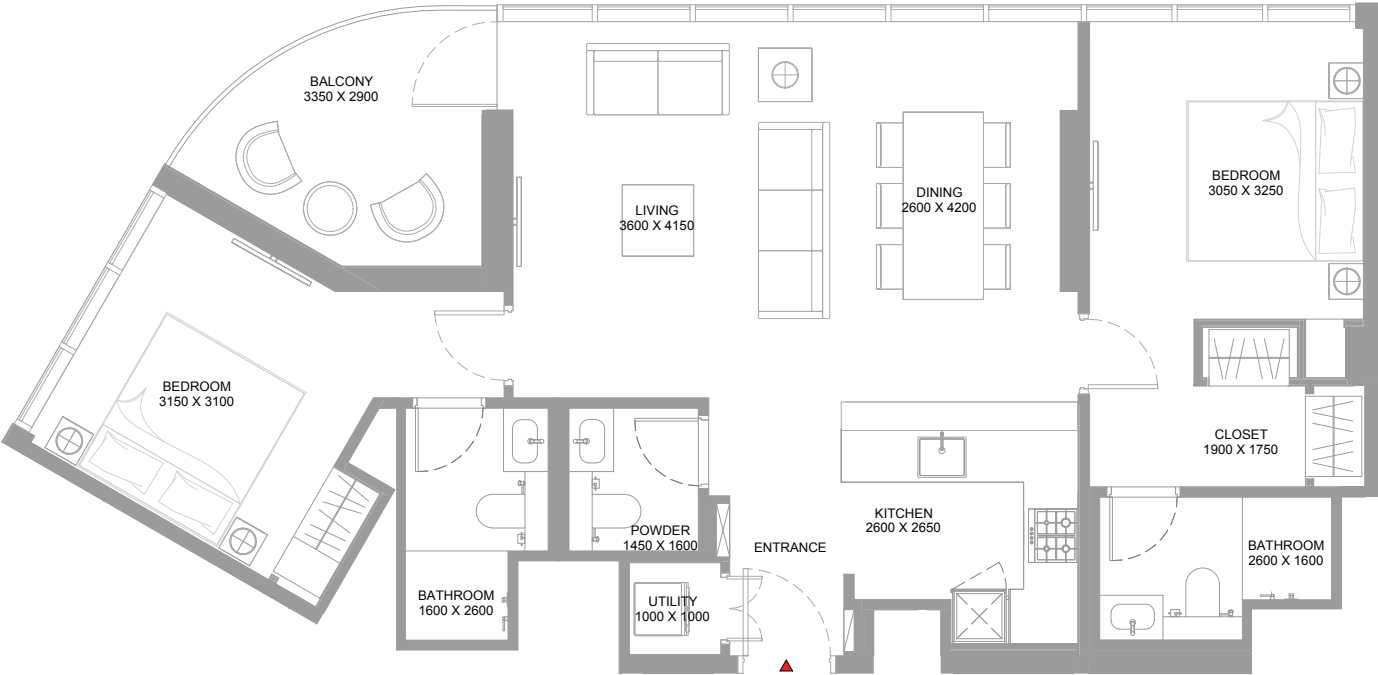 BALCONY
3350 X 2900
LIVING
3600 X 4150
DINING
2600 X 4200
BEDROOM
3050 X 3250
BEDROOM
3150 X 3100
CLOSET
1900 X 1750
KITCHEN
2600 X 2650
POWDER
1450 X 1600
ENTRANCE
BATHROOM
2600 X 1600
BATHROOM
1600 X 2600
UTILITY
1000 X 1000